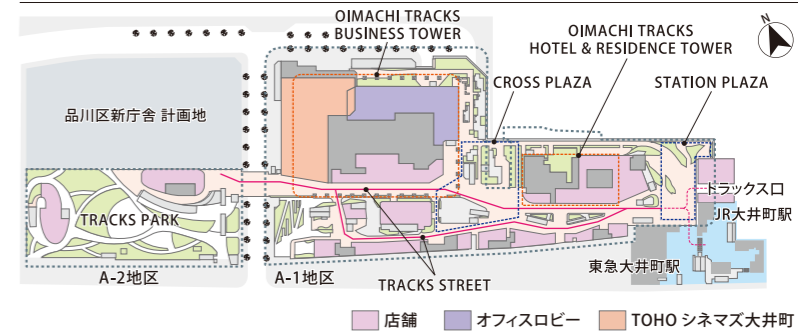 OIMACHI TRACKS
BUSINESS TOWER
OIMACHI TRACKS
HOTEL & RESIDENCE TOWER
N
CROSS PLAZA
STATION PLAZA
品川区新庁舎 計画地
トラックス口
JR大井町駅
TRACKS PARK
東急大井町駅
A-2地区
A-1地区
TRACKS STREET
店舗
オフィスロビー
TOHO シネマズ大井町